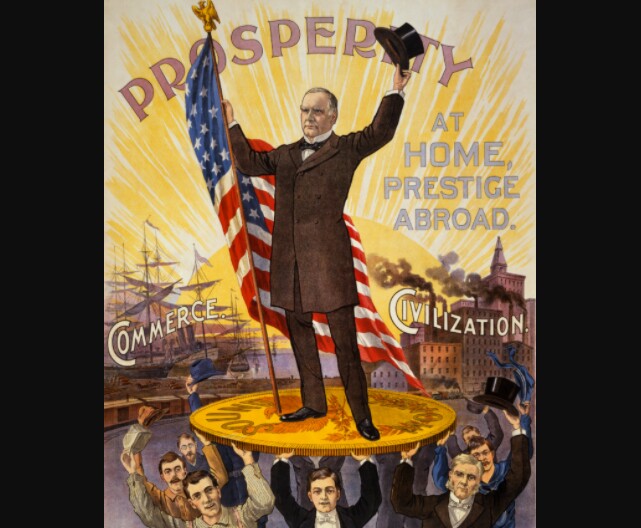 PROSPERITY
AT
HOME,
PRESTIGE
ABROAD.
COMMERCE.
CIVILIZATION.